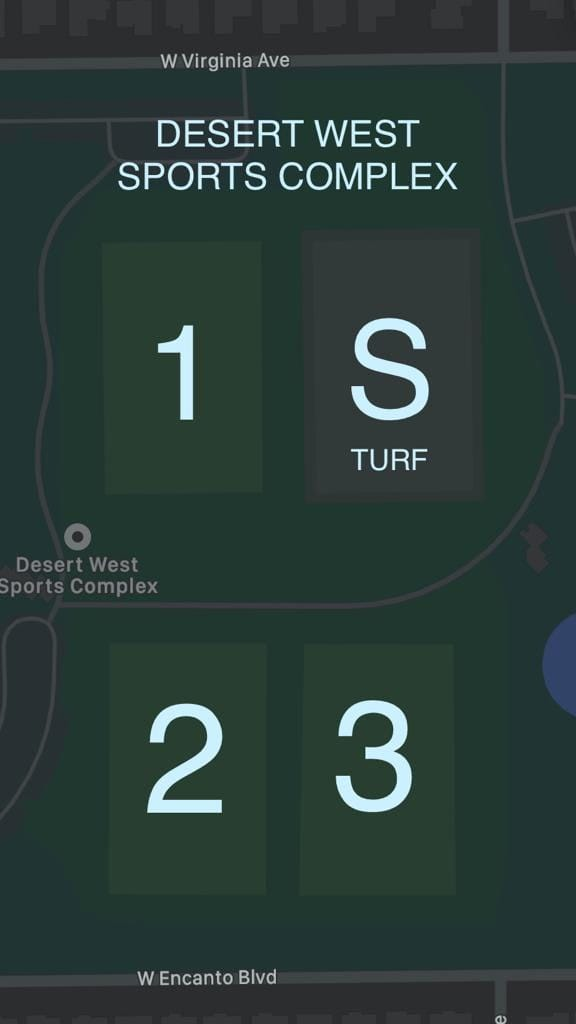 W Virginia Ave
DESERT WEST
SPORTS COMPLEX
1
S
TURF
Desert West
Sports Complex
2
3
W Encanto Blvd